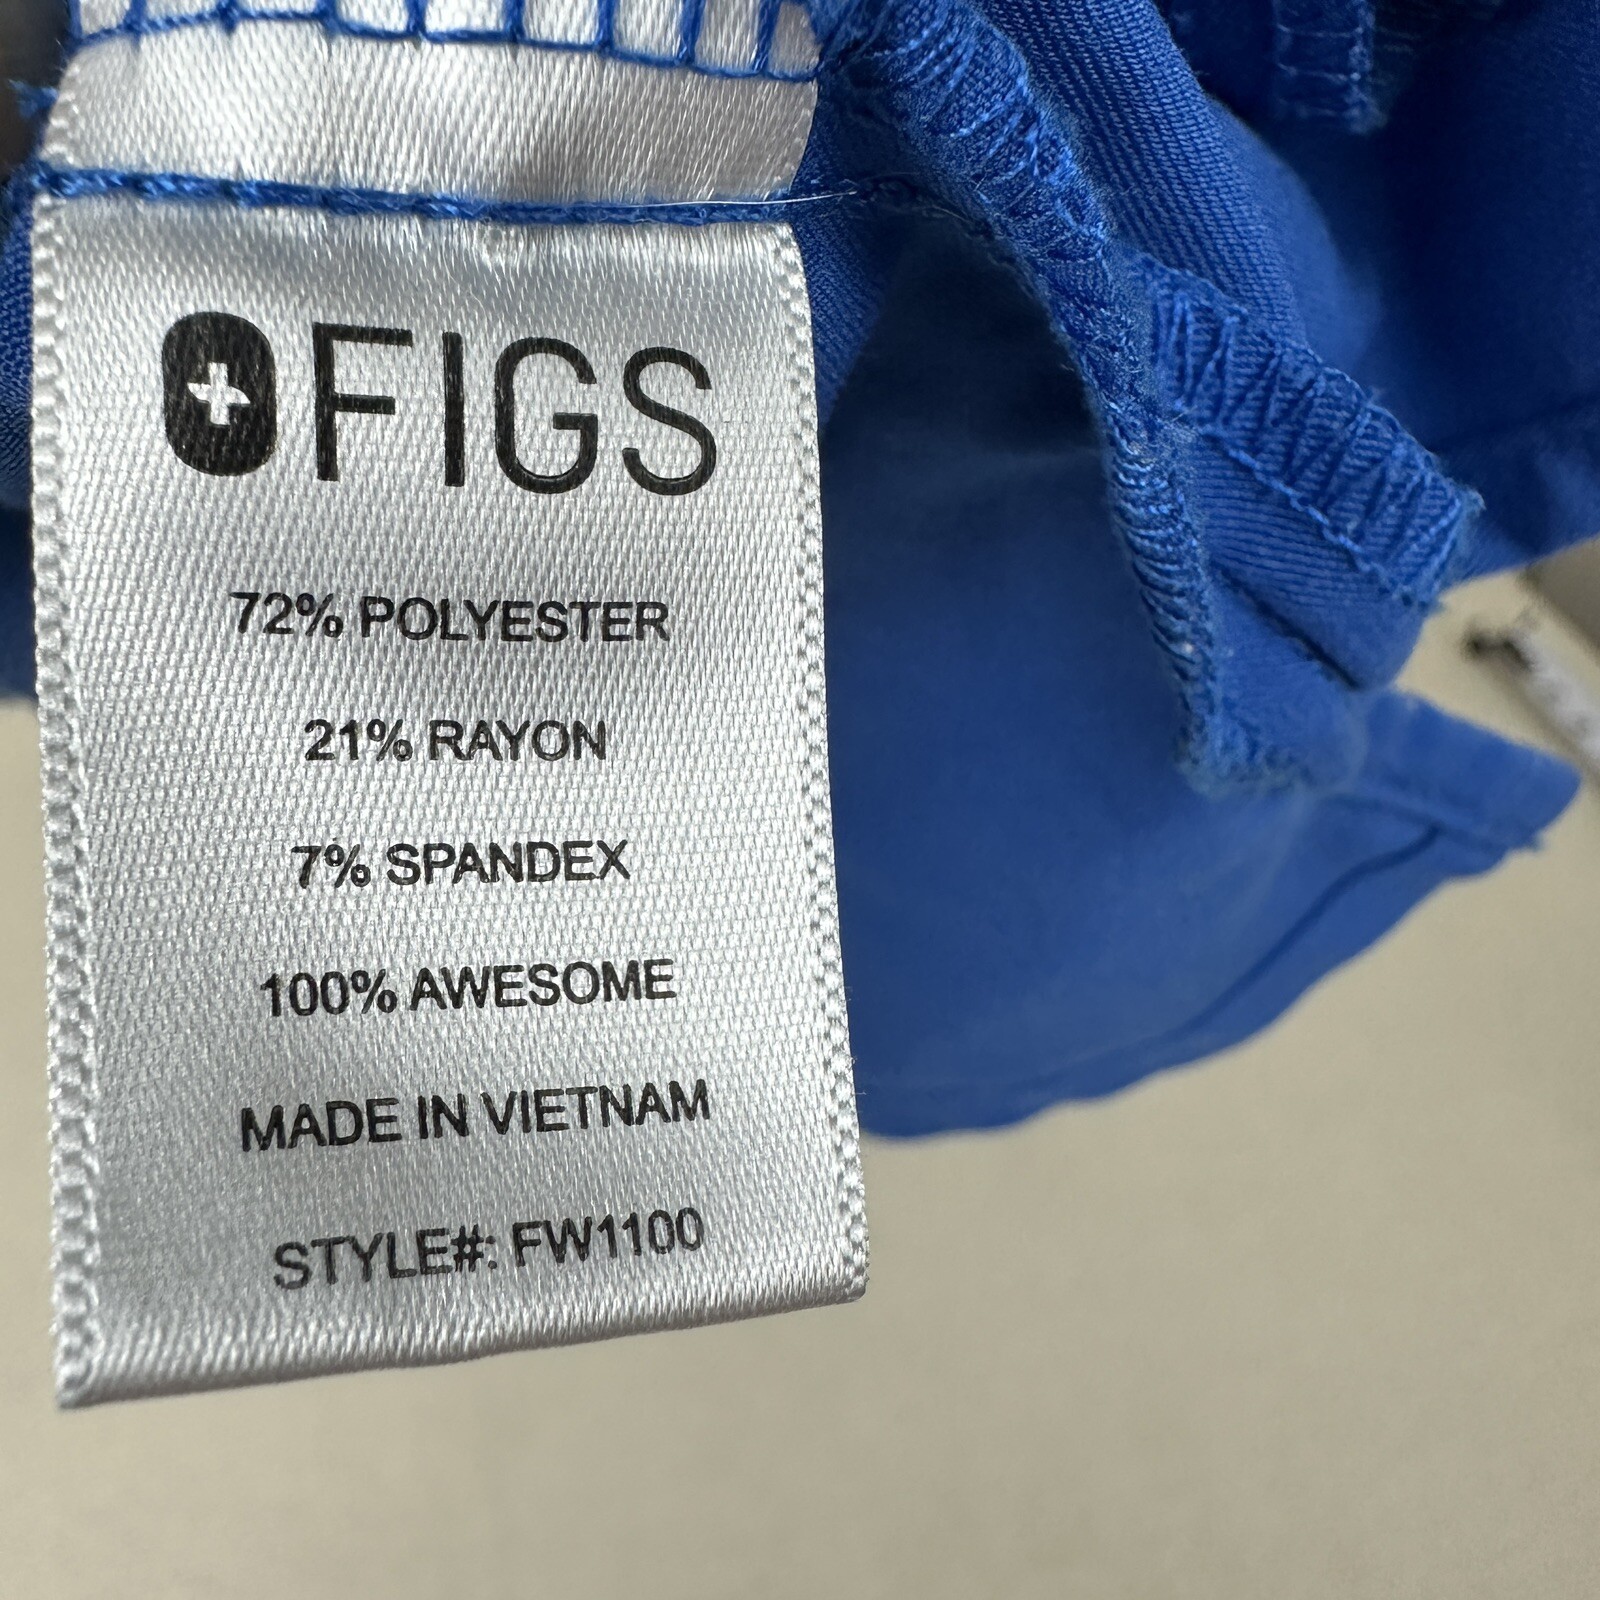 FIGS
72% POLYESTER
21% RAYON
7% SPANDEX
100% AWESOME
MADE IN VIETNAM
STYLE#: FW1100